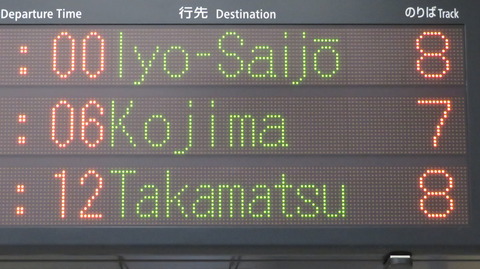 Departure Time 行先 Destination のりば Track
:00 Iyo-Saijō 8
:06 Kojima 7
:12 Takamatsu 8